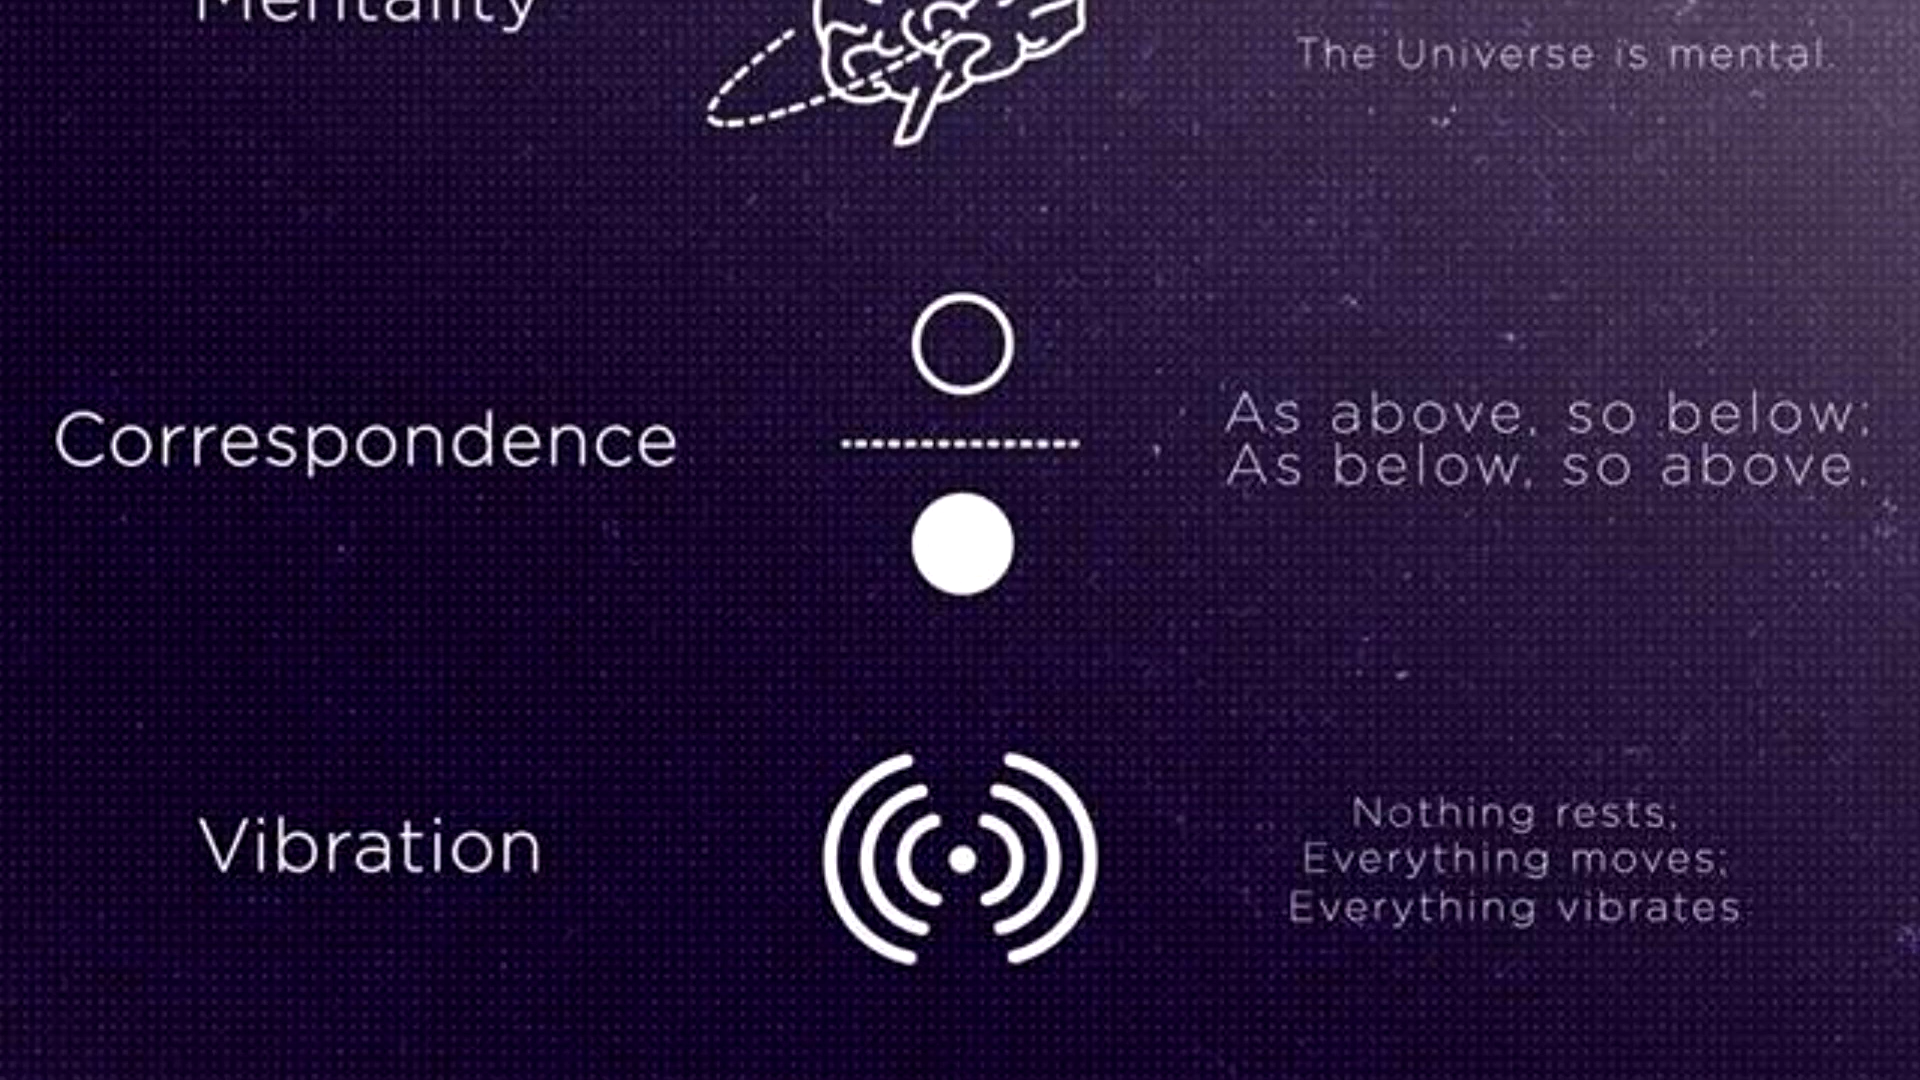 Mentality
The Universe is mental.
Correspondence
As above, so below;
As below, so above.
Vibration
Nothing rests;
Everything moves;
Everything vibrates